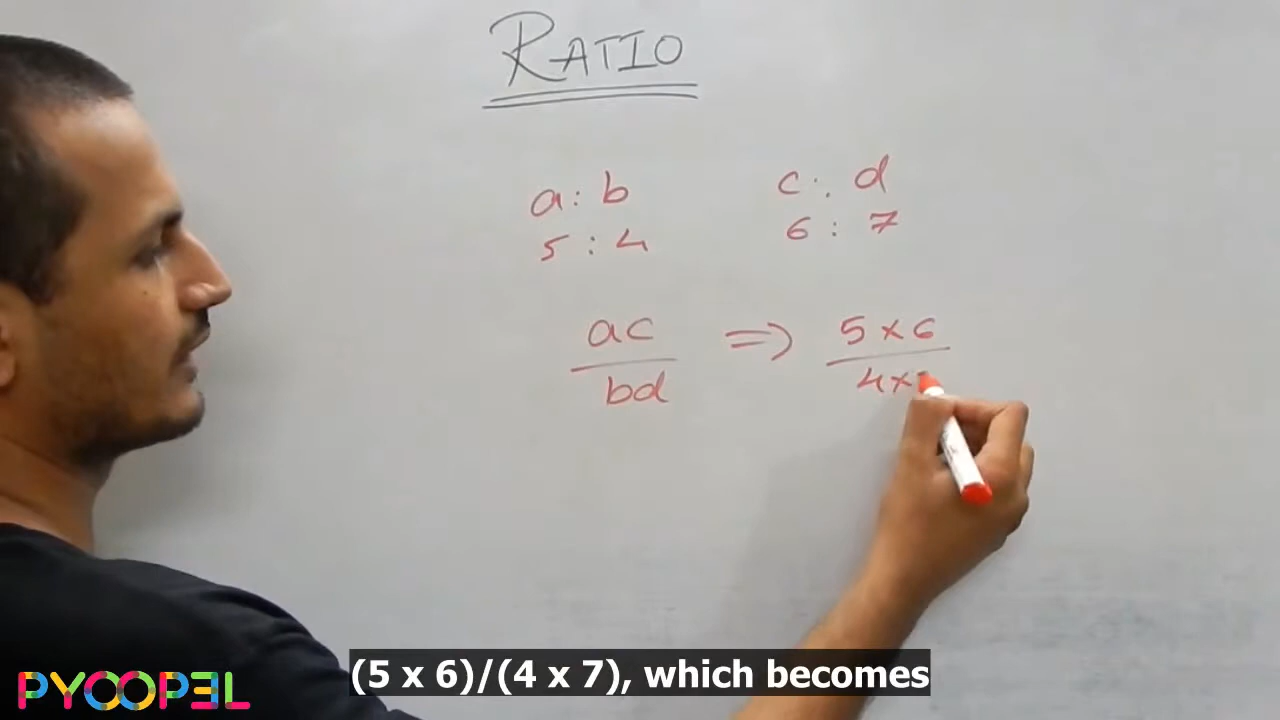 RATIO
a : b c : d
5 : 4 6 : 7
ac => 5 x 6
bd 4 x
(5 x 6)/(4 x 7), which becomes
PYOOPEL